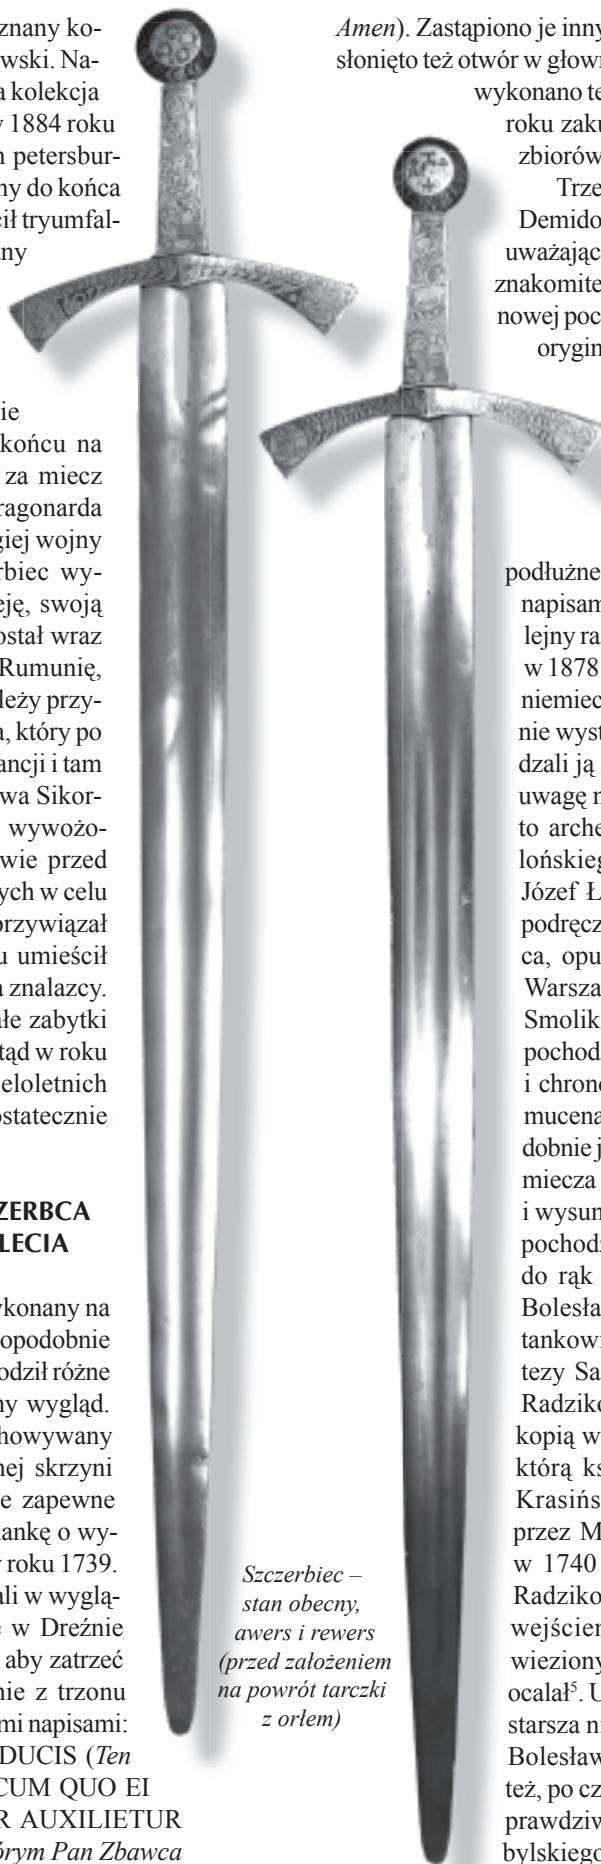 znany ko-
wski. Na-
a kolekcja
w 1884 roku
h petersbur-
ny do końca
cił tryumfal-
ny
ie
końcu na
za miecz
ragonarda
giej wojny
rbiec wy-
eję, swoją
ostał wraz
Rumunię,
leży przy-
a, który po
ancji i tam
wa Sikor-
wywożo-
wie przed
ych w celu
przywiązał
u umieścił
a znalazcy.
ałe zabytki
tąd w roku
eloletnich
ostatecznie
ZERBCA
LECIA
ykonany na
opodobnie
odził różne
ny wygląd.
howywany
nej skrzyni
e zapewne
iankę o wy-
w roku 1739.
ali w wyglą-
e w Dreźnie
aby zatrzeć
nie z trzonu
mi napisami:
DUCIS (Ten
CUM QUO EI
R AUXILIETUR
órym Pan Zbawca
Szczerbiec –
stan obecny,
awers i rewers
(przed założeniem
na powrót tarczki
z orłem)
Amen). Zastąpiono je inny
słonięto też otwór w głown
wykonano te
roku zaku
zbiorów
Trze
Demido
uważając
znakomite
nowej poc
orygin
podłużne
napisam
lejny ra
w 1878
niemiec
nie wyst
dzali ją
uwagę n
to arche
lońskieg
Józef Ł
podręcz
ca, opu
Warsza
Smolik
pochodz
i chrono
mucena
dobnie j
miecza
i wysun
pochodz
do rąk
Bolesła
tankowi
tezy Sa
Radziko
kopią w
którą ks
Krasińs
przez M
w 1740
Radziko
wejścien
wieziony
ocalał⁵. U
starsza ni
Bolesław
też, po cz
prawdziw
bylskiego